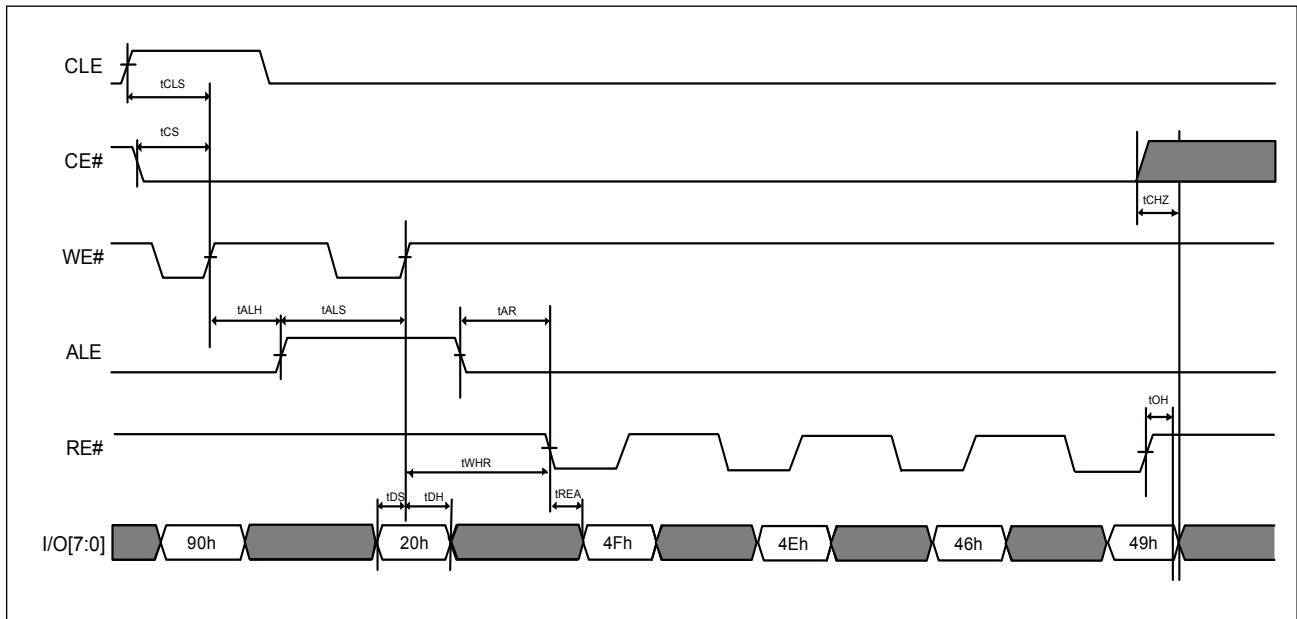 CLE
tCLS
tCS
CE#
tCHZ
WE#
tALH tALS tAR
ALE
tOH
RE#
tWHR
tDS tDH tREA
I/O[7:0] 90h 20h 4Fh 4Eh 46h 49h